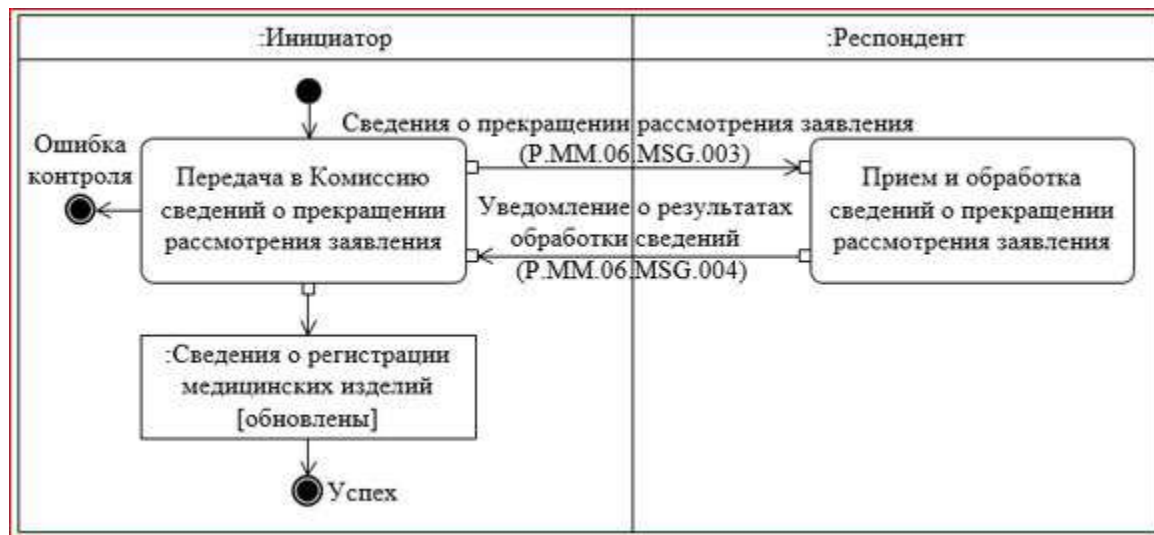 :Инициатор
:Респондент
Сведения о прекращении рассмотрения заявления
(P.MM.06.MSG.003)
Ошибка
контроля
Передача в Комиссию
сведений о прекращении
рассмотрения заявления
Прием и обработка
сведений о прекращении
рассмотрения заявления
Уведомление о результатах
обработки сведений
(P.MM.06.MSG.004)
:Сведения о регистрации
медицинских изделий
[обновлены]
Успех